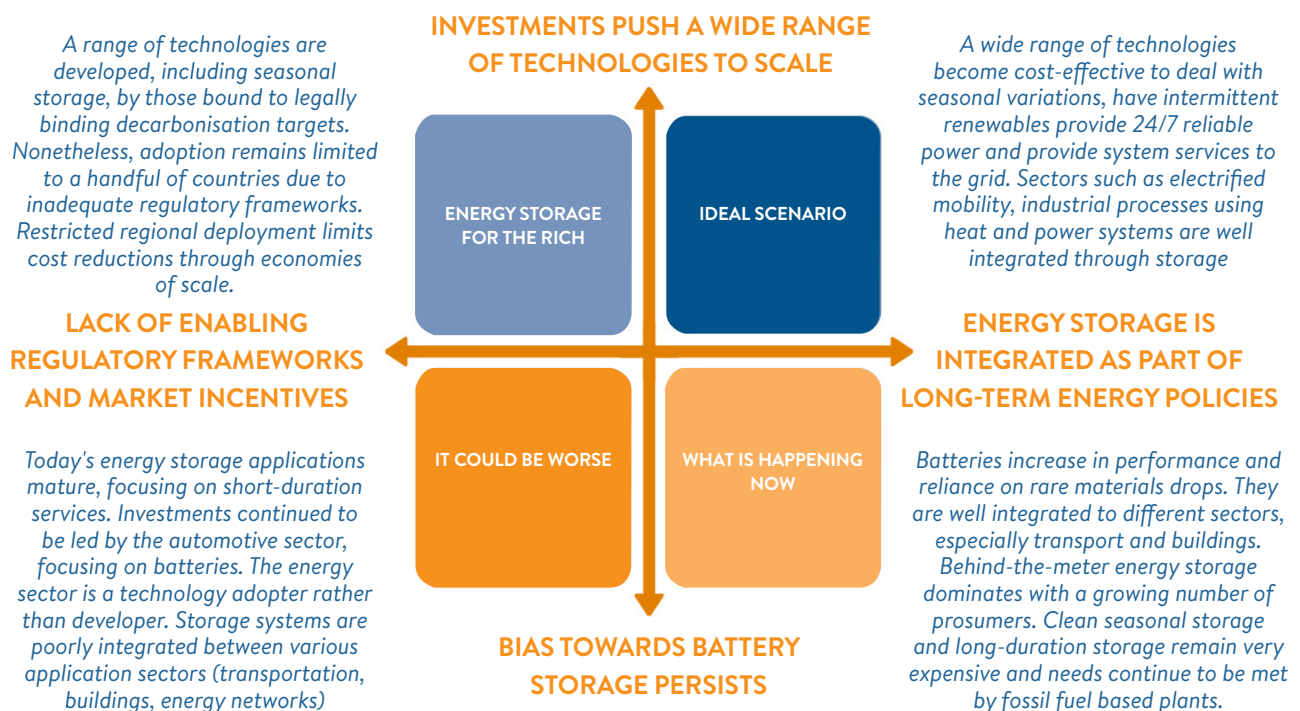 INVESTMENTS PUSH A WIDE RANGE
OF TECHNOLOGIES TO SCALE
A range of technologies are
developed, including seasonal
storage, by those bound to legally
binding decarbonisation targets.
Nonetheless, adoption remains limited
to a handful of countries due to
inadequate regulatory frameworks.
Restricted regional deployment limits
cost reductions through economies
of scale.
ENERGY STORAGE
FOR THE RICH
IDEAL SCENARIO
A wide range of technologies
become cost-effective to deal with
seasonal variations, have intermittent
renewables provide 24/7 reliable
power and provide system services to
the grid. Sectors such as electrified
mobility, industrial processes using
heat and power systems are well
integrated through storage
LACK OF ENABLING
REGULATORY FRAMEWORKS
AND MARKET INCENTIVES
ENERGY STORAGE IS
INTEGRATED AS PART OF
LONG-TERM ENERGY POLICIES
Today's energy storage applications
mature, focusing on short-duration
services. Investments continued to
be led by the automotive sector,
focusing on batteries. The energy
sector is a technology adopter rather
than developer. Storage systems are
poorly integrated between various
application sectors (transportation,
buildings, energy networks)
IT COULD BE WORSE
WHAT IS HAPPENING
NOW
Batteries increase in performance and
reliance on rare materials drops. They
are well integrated to different sectors,
especially transport and buildings.
Behind-the-meter energy storage
dominates with a growing number of
prosumers. Clean seasonal storage
and long-duration storage remain very
expensive and needs continue to be met
by fossil fuel based plants.
BIAS TOWARDS BATTERY
STORAGE PERSISTS